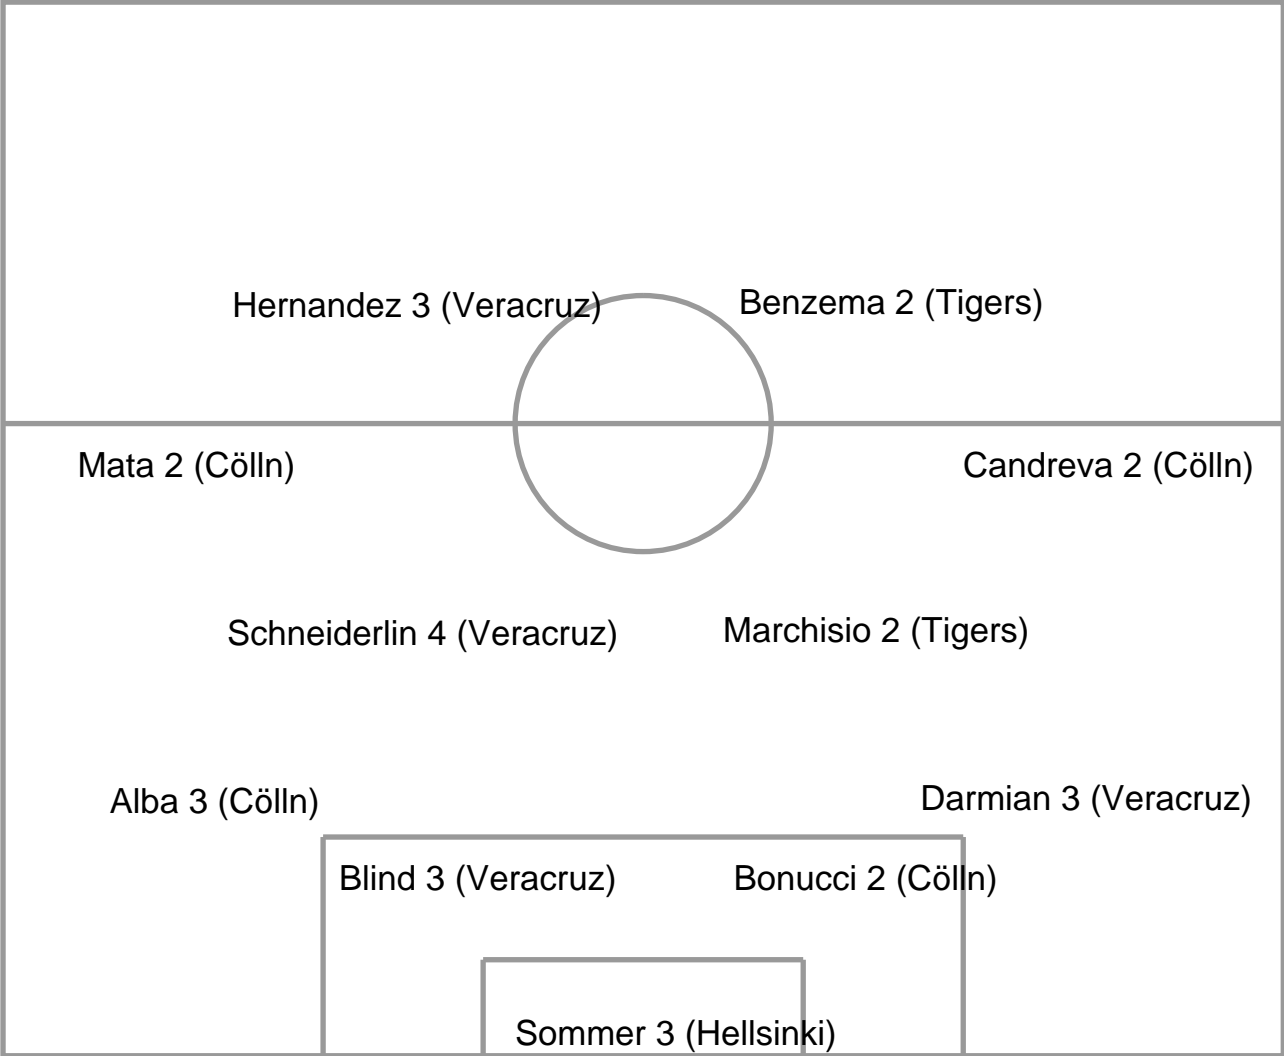 Hernandez 3 (Veracruz)
Benzema 2 (Tigers)
Mata 2 (Cölln)
Candreva 2 (Cölln)
Schneiderlin 4 (Veracruz)
Marchisio 2 (Tigers)
Alba 3 (Cölln)
Darmian 3 (Veracruz)
Blind 3 (Veracruz)
Bonucci 2 (Cölln)
Sommer 3 (Hellsinki)